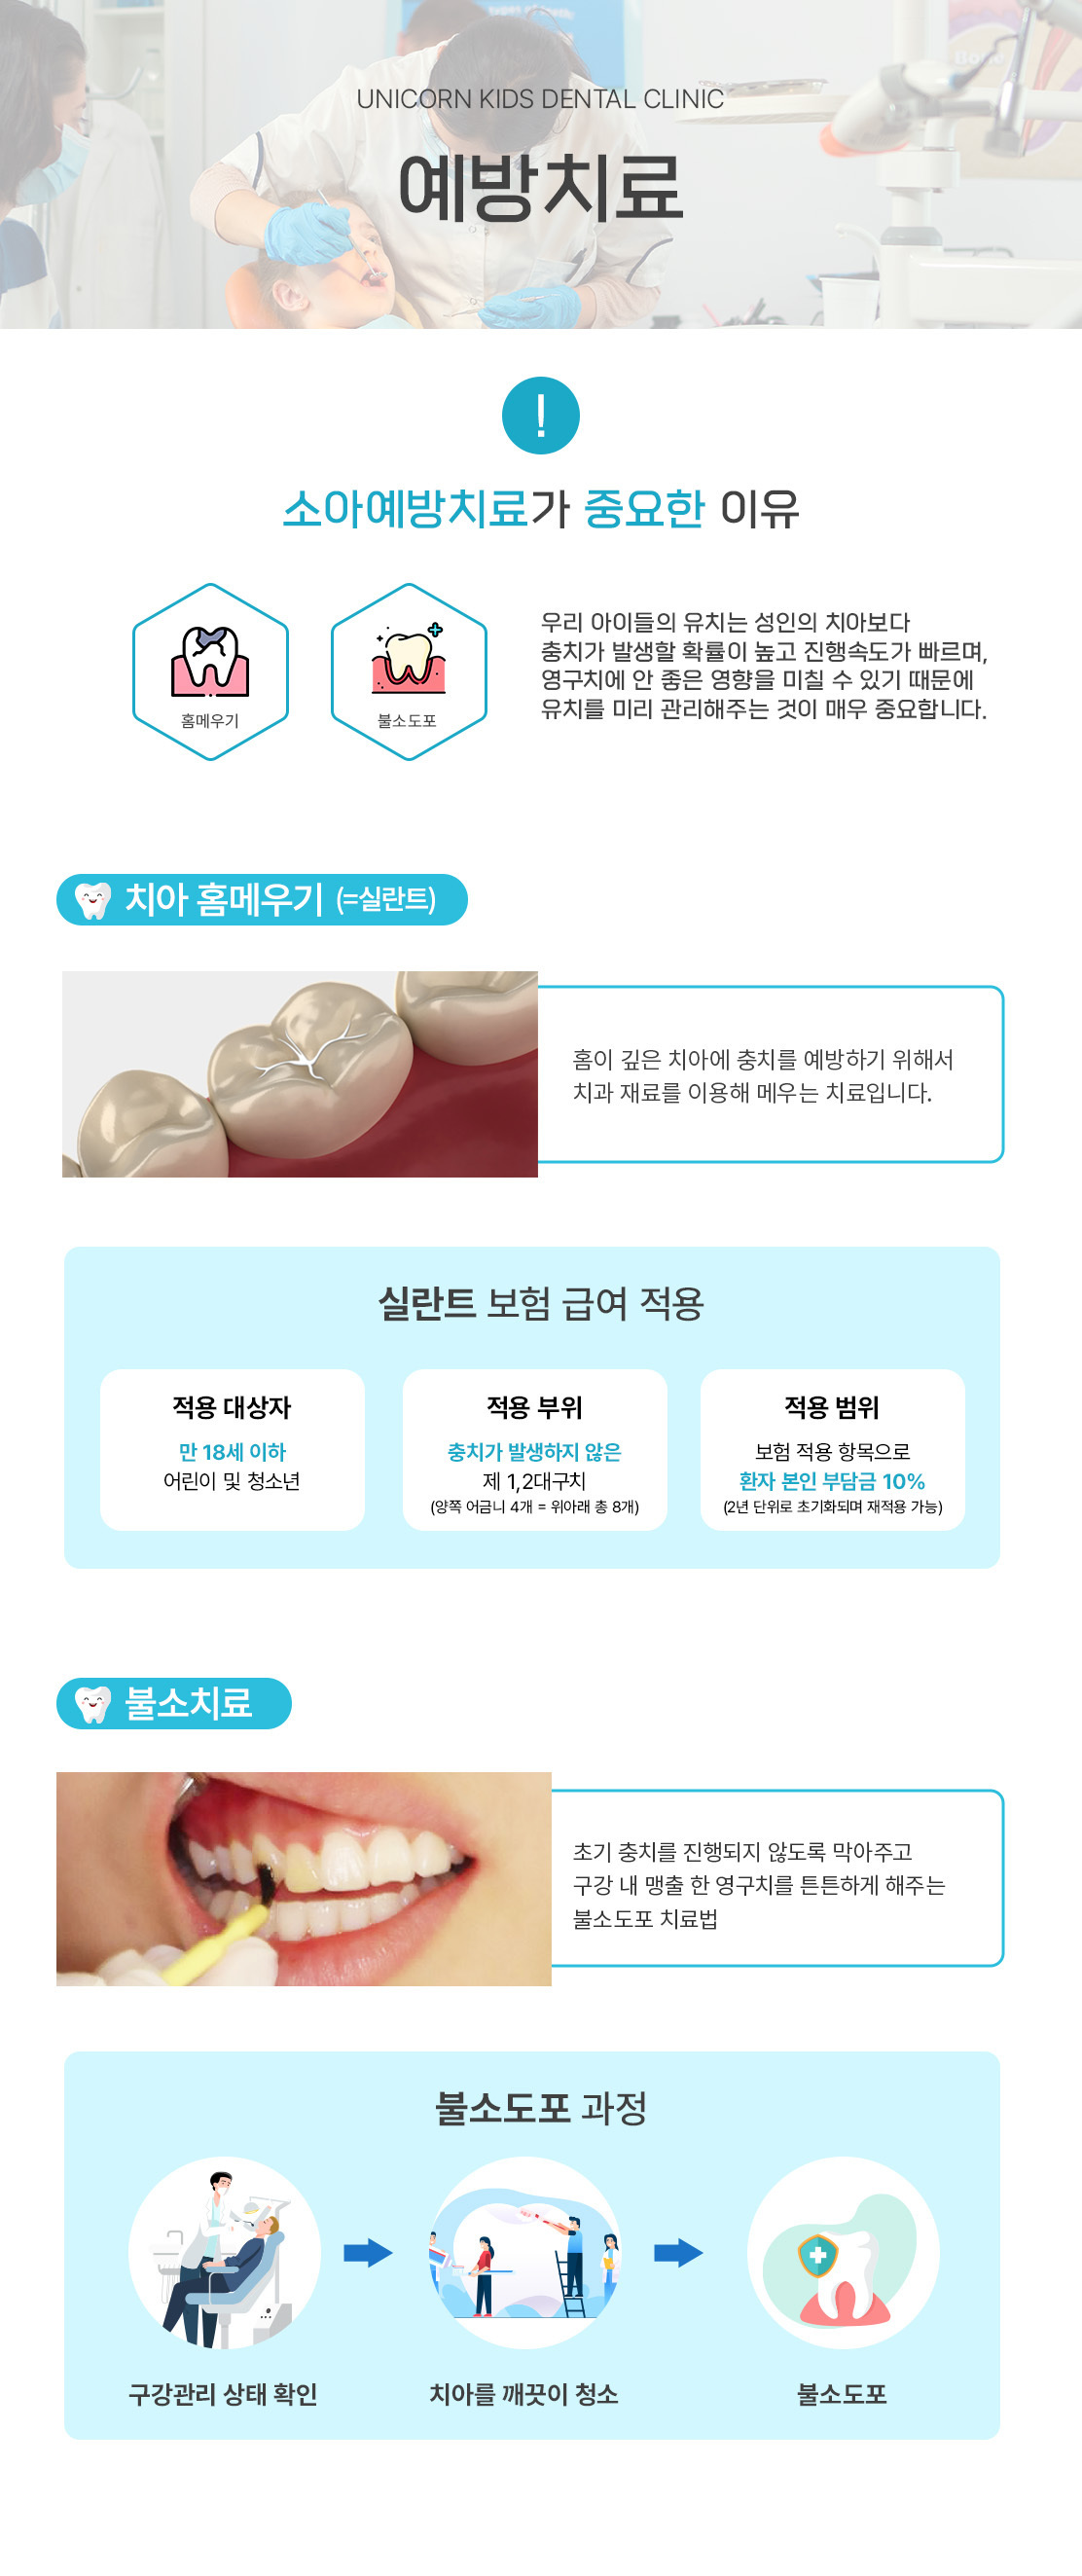 UNICORN KIDS DENTAL CLINIC
예방치료
!
소아예방치료가 중요한 이유
홈메우기
불소도포
우리 아이들의 유치는 성인의 치아보다
충치가 발생할 확률이 높고 진행속도가 빠르며,
영구치에 안 좋은 영향을 미칠 수 있기 때문에
유치를 미리 관리해주는 것이 매우 중요합니다.
치아 홈메우기 (=실란트)
홈이 깊은 치아에 충치를 예방하기 위해서
치과 재료를 이용해 메우는 치료입니다.
실란트 보험 급여 적용
적용 대상자
만 18세 이하
어린이 및 청소년
적용 부위
충치가 발생하지 않은
제 1,2대구치
(양쪽 어금니 4개 = 위아래 총 8개)
적용 범위
보험 적용 항목으로
환자 본인 부담금 10%
(2년 단위로 초기화되며 재적용 가능)
불소치료
초기 충치를 진행되지 않도록 막아주고
구강 내 맹출 한 영구치를 튼튼하게 해주는
불소도포 치료법
불소도포 과정
구강관리 상태 확인
치아를 깨끗이 청소
불소도포